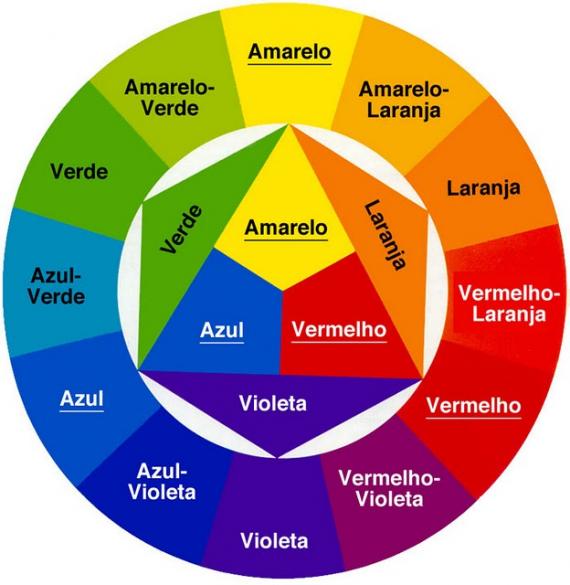 Amarelo
Amarelo-
Verde
Amarelo-
Laranja
Verde
Laranja
Verde
Amarelo
Laranja
Azul-
Verde
Vermelho-
Laranja
Azul
Vermelho
Azul
Violeta
Vermelho
Azul-
Violeta
Vermelho-
Violeta
Violeta